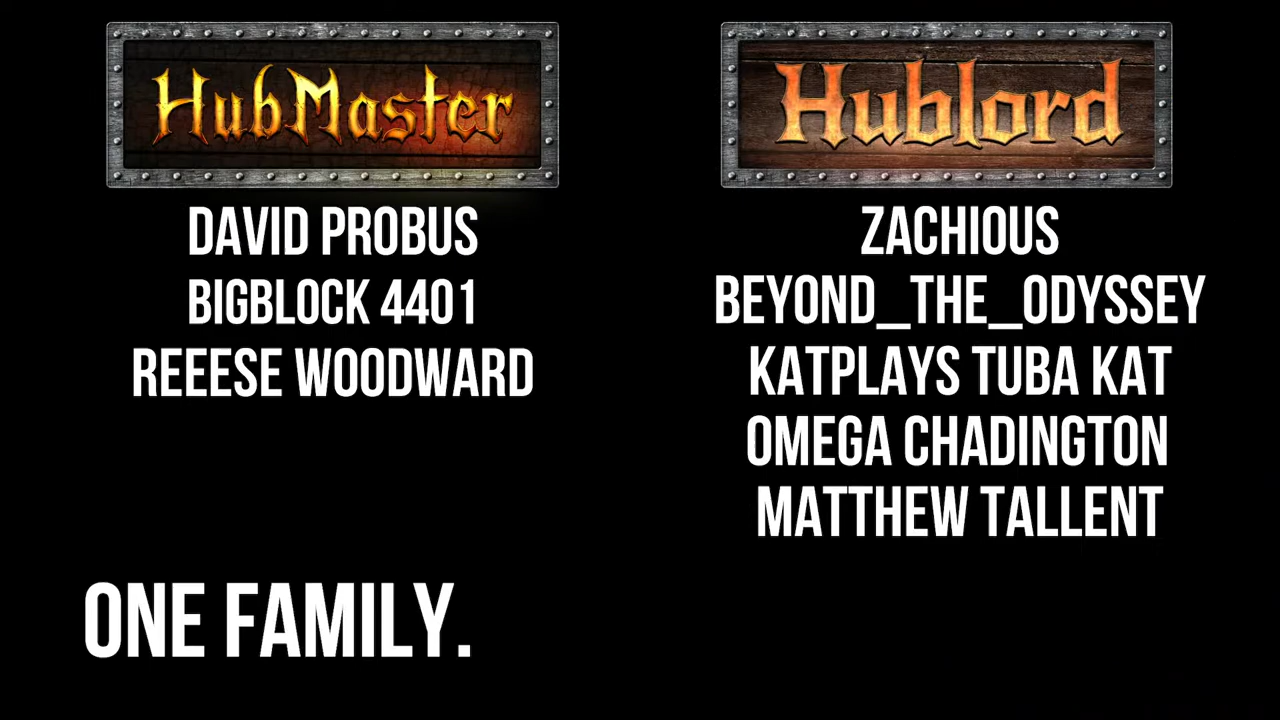 HubMaster
DAVID PROBUS
BIGBLOCK 4401
REEESE WOODWARD
Hublord
ZACHIOUS
BEYOND_THE_ODYSSEY
KATPLAYS TUBA KAT
OMEGA CHADINGTON
MATTHEW TALLENT
ONE FAMILY.